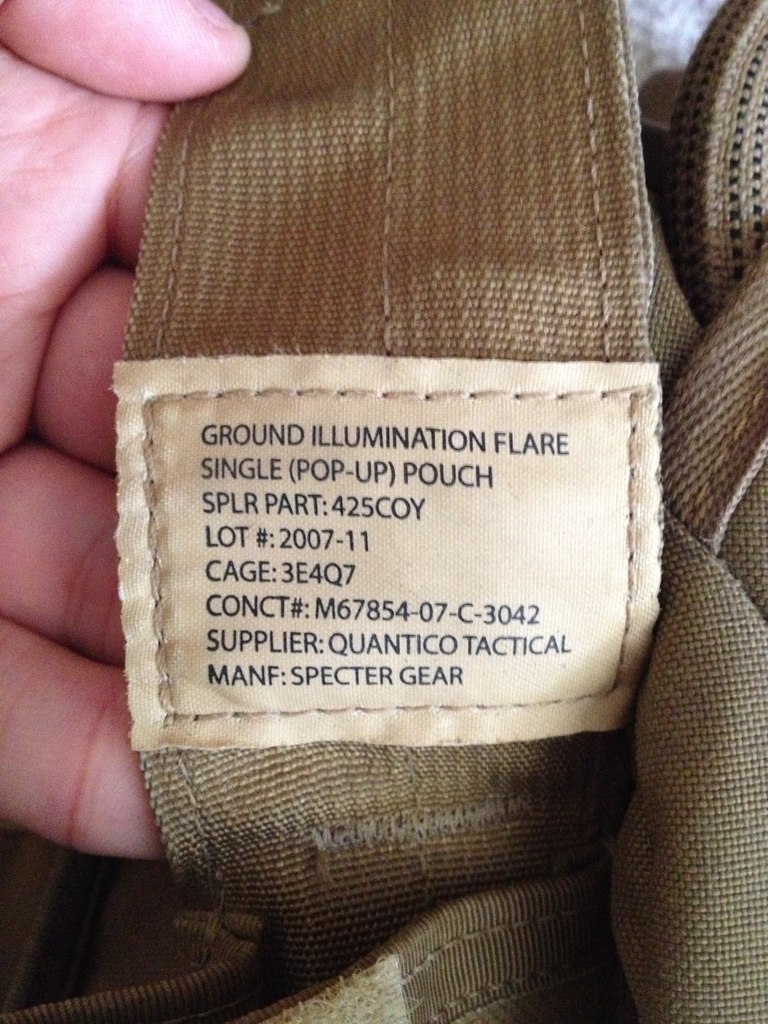 GROUND ILLUMINATION FLARE
SINGLE (POP-UP) POUCH
SPLR PART: 425COY
LOT #: 2007-11
CAGE: 3E4Q7
CONCT#: M67854-07-C-3042
SUPPLIER: QUANTICO TACTICAL
MANF: SPECTER GEAR